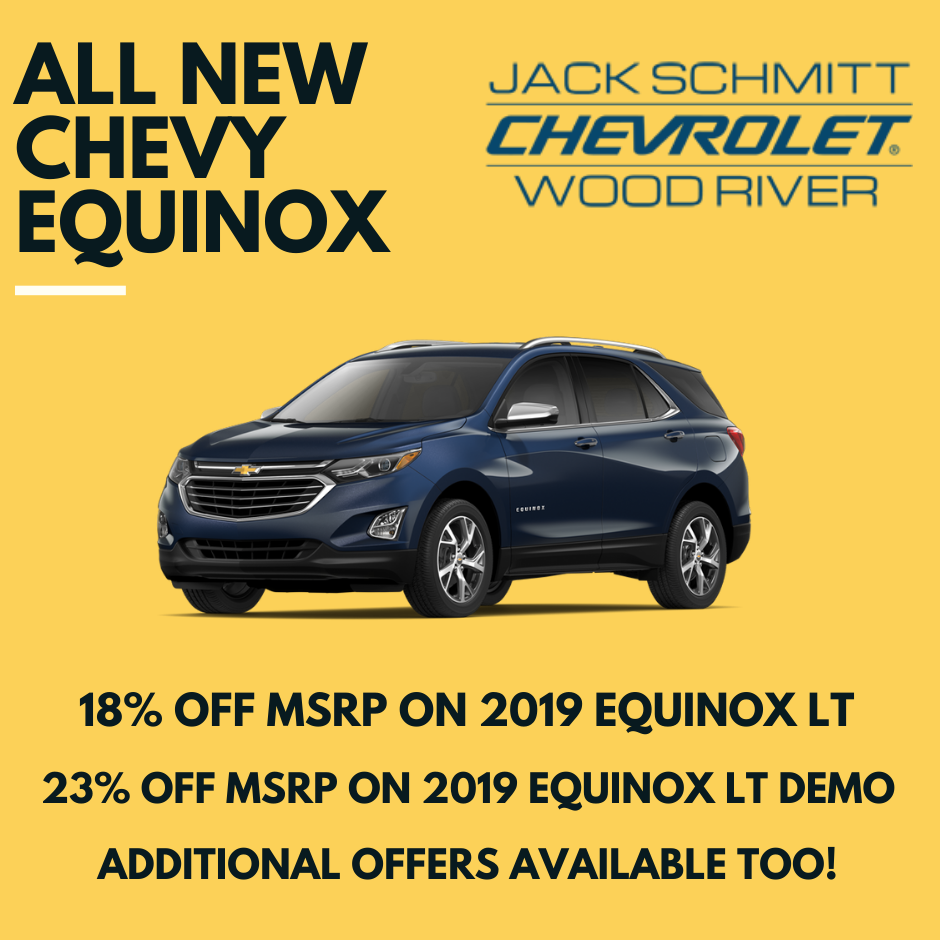 ALL NEW
CHEVY
EQUINOX
JACK SCHMITT
CHEVROLET®
WOOD RIVER
EQUINOX
18% OFF MSRP ON 2019 EQUINOX LT
23% OFF MSRP ON 2019 EQUINOX LT DEMO
ADDITIONAL OFFERS AVAILABLE TOO!